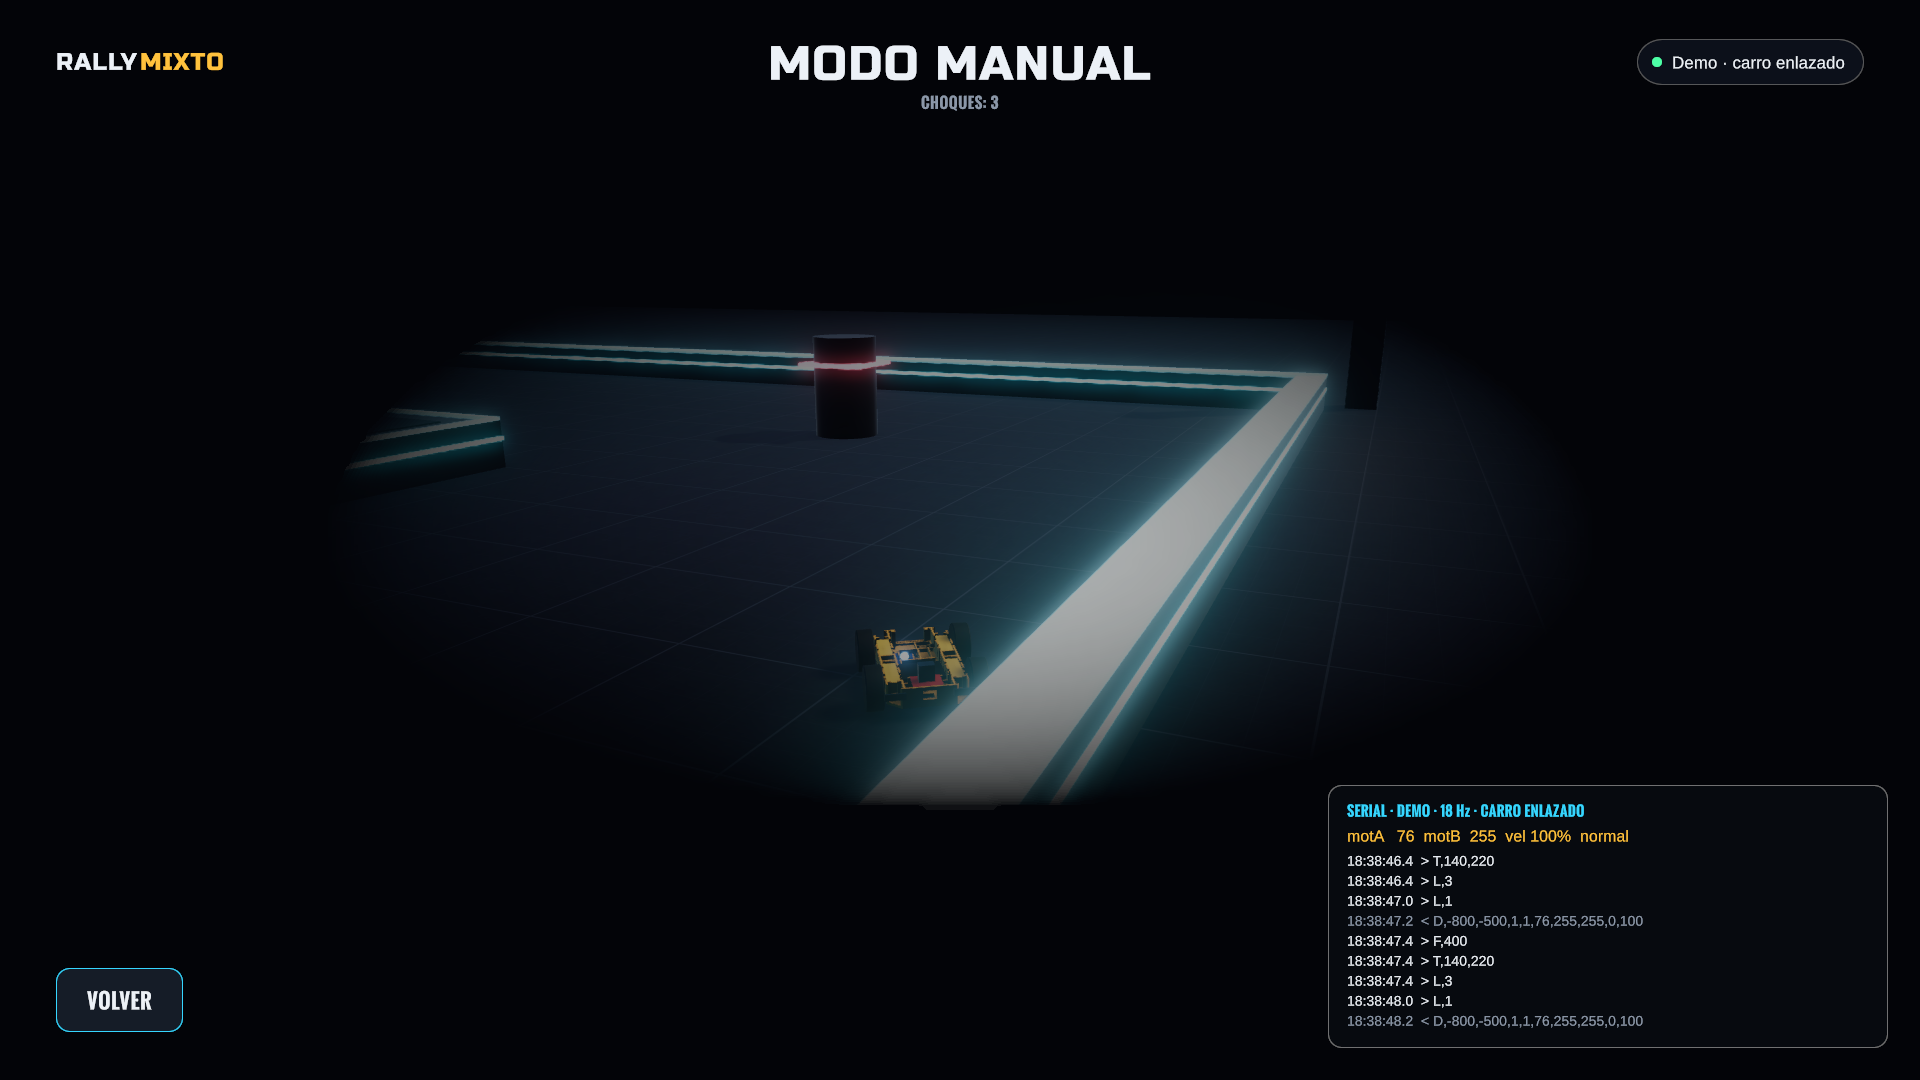 RALLYMIXTO
MODO MANUAL
CHOQUES: 3
Demo · carro enlazado
SERIAL · DEMO · 18 Hz · CARRO ENLAZADO
motA 76 motB 255 vel 100% normal
18:38:46.4 > T,140,220
18:38:46.4 > L,3
18:38:47.0 > L,1
18:38:47.2 < D,-800,-500,1,1,76,255,255,0,100
18:38:47.4 > F,400
18:38:47.4 > T,140,220
18:38:47.4 > L,3
18:38:48.0 > L,1
18:38:48.2 < D,-800,-500,1,1,76,255,255,0,100
VOLVER